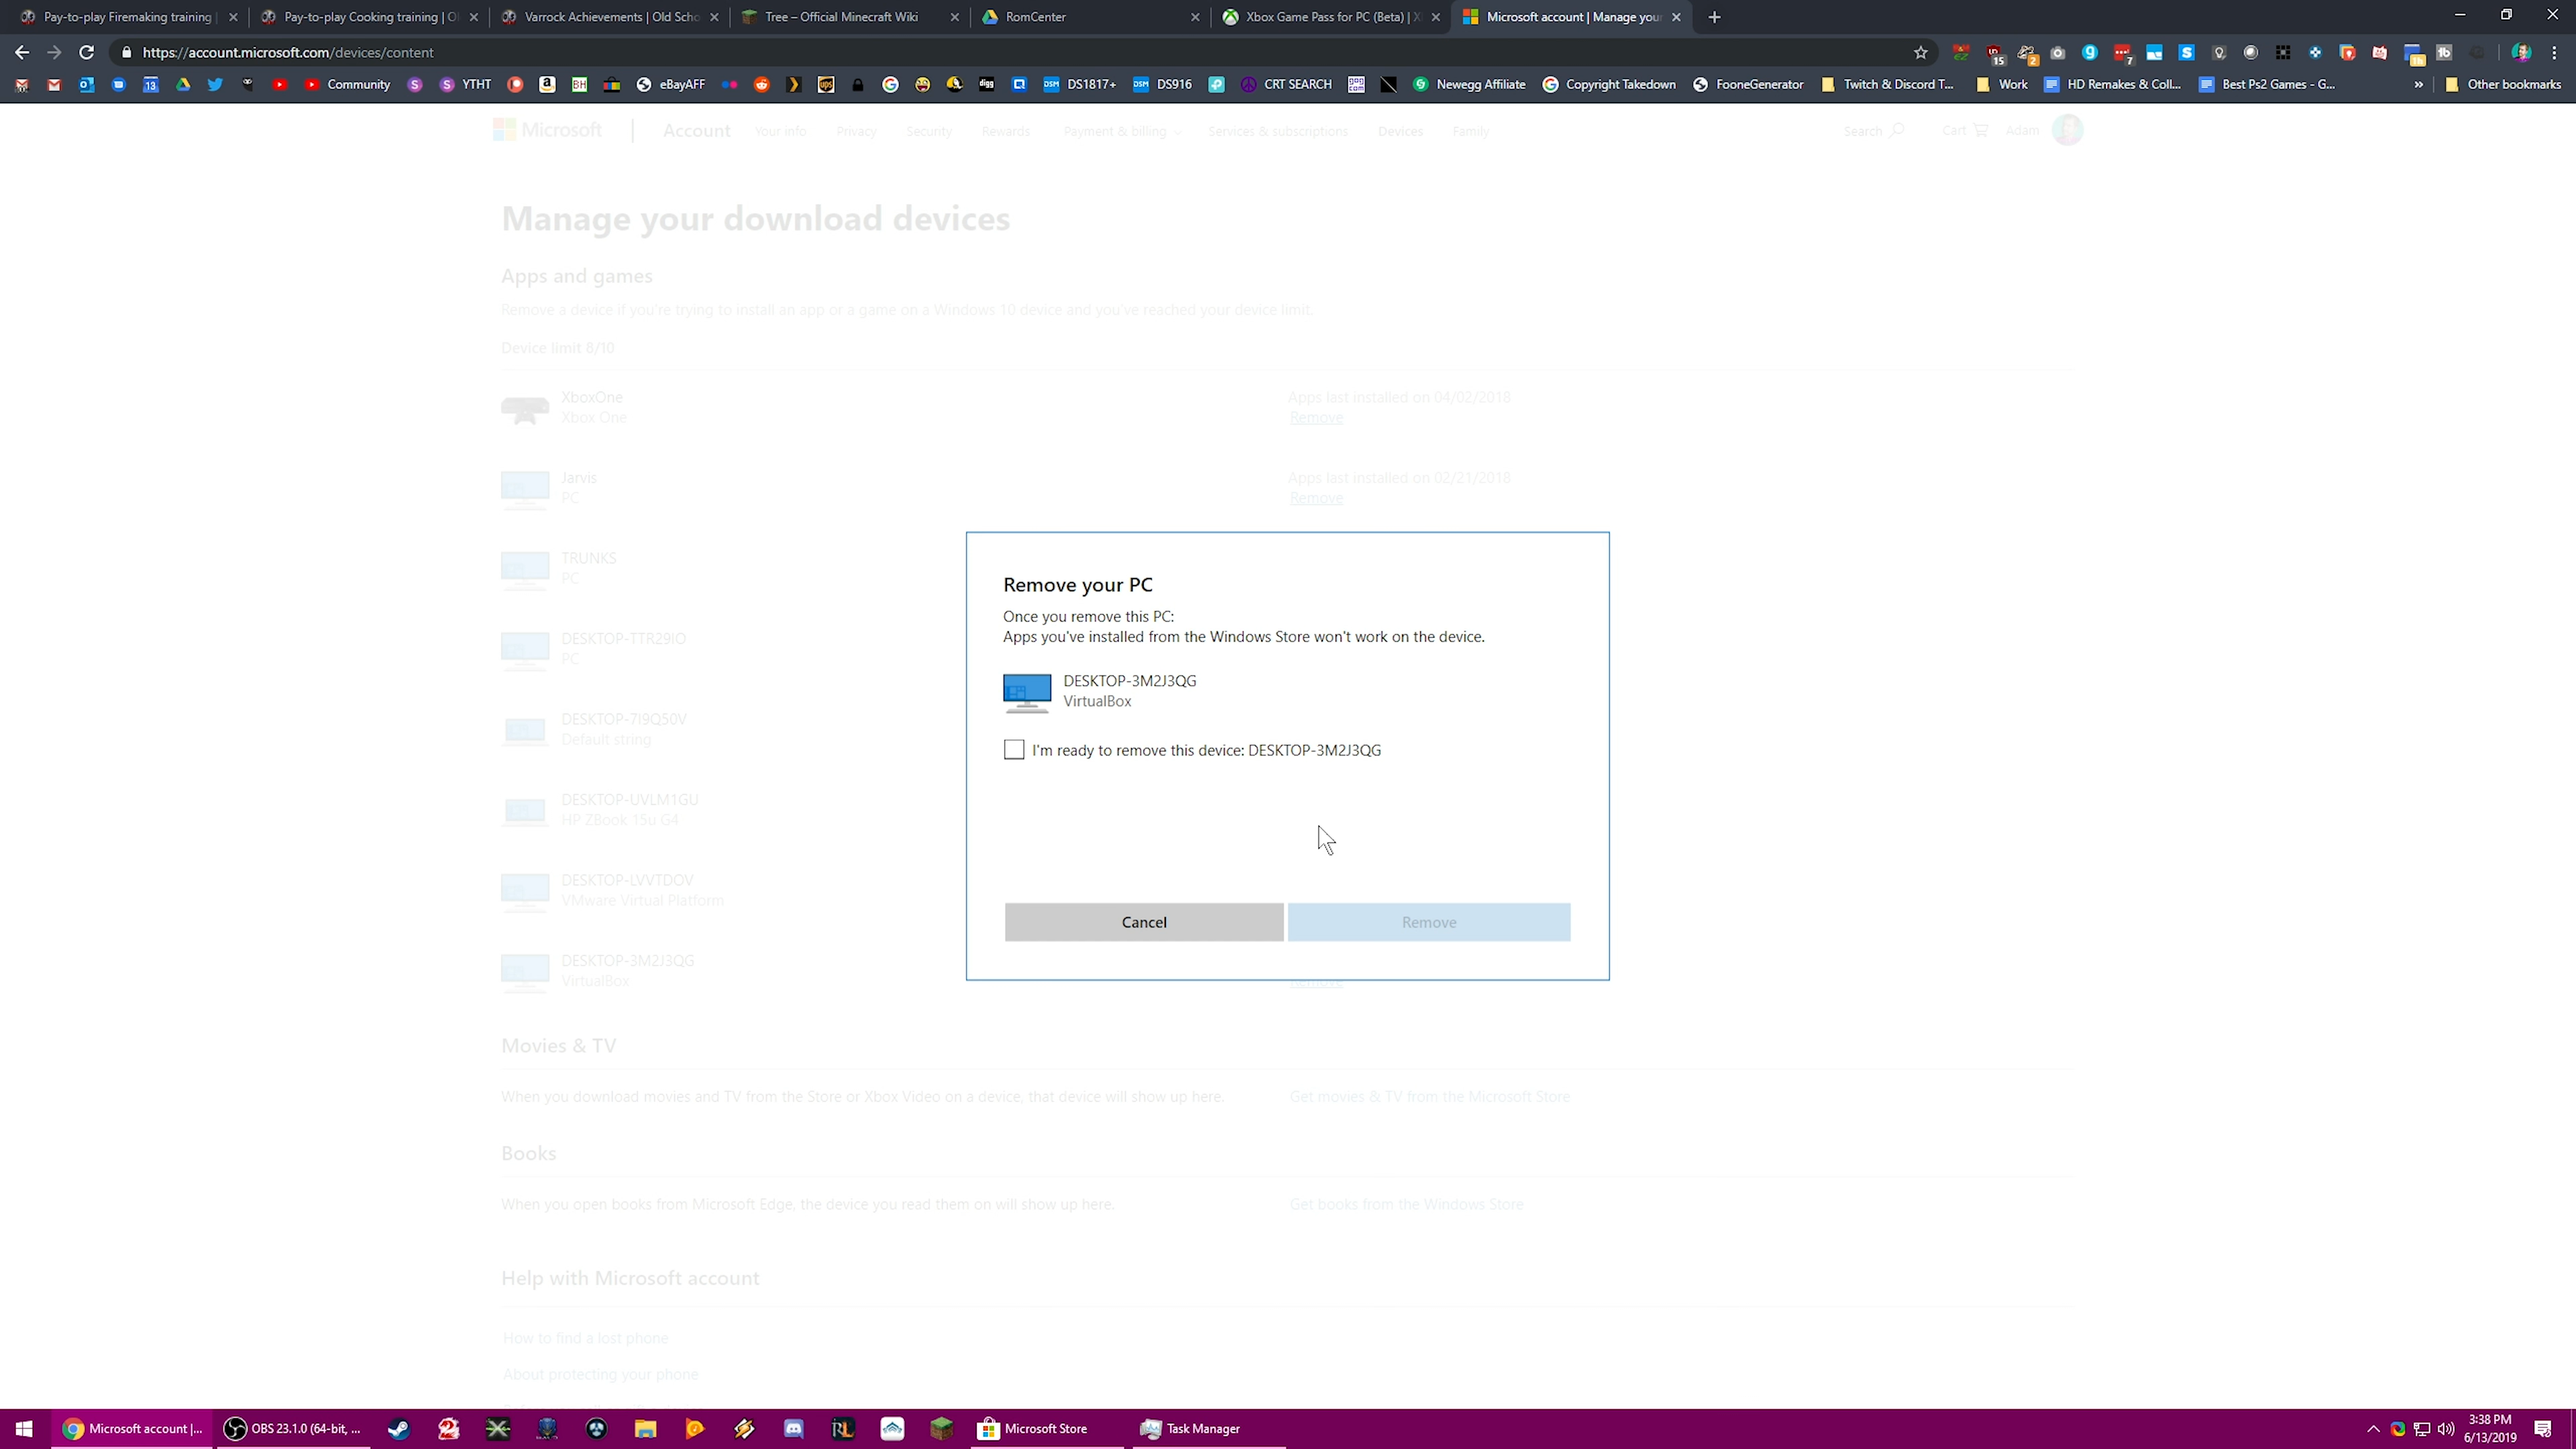 Pay-to-play Firemaking training |
Pay-to-play Cooking training | O
Varrock Achievements | Old Scho
Tree – Official Minecraft Wiki
RomCenter
Xbox Game Pass for PC (Beta) | X
Microsoft account | Manage you
https://account.microsoft.com/devices/content
15
2
7
13
Community
YTHT
BH
eBayAFF
ups
digg
DSM DS1817+
DSM DS916
CRT SEARCH
Newegg Affiliate
Copyright Takedown
FooneGenerator
Twitch & Discord T...
Work
HD Remakes & Coll...
Best Ps2 Games - G...
»
Other bookmarks
Microsoft
Account
Your info
Privacy
Security
Rewards
Payment & billing
Services & subscriptions
Devices
Family
Search
Cart
Adam
Manage your download devices
Apps and games
Remove a device if you're trying to install an app or a game on a Windows 10 device and you've reached your device limit.
Device limit 8/10
XboxOne
Xbox One
Apps last installed on 04/02/2018
Remove
Jarvis
PC
Apps last installed on 02/21/2018
Remove
TRUNKS
PC
DESKTOP-TTR29IO
PC
DESKTOP-7I9Q50V
Default string
DESKTOP-UVLM1GU
HP ZBook 15u G4
DESKTOP-LVVTDOV
VMware Virtual Platform
DESKTOP-3M2J3QG
VirtualBox
Remove
Remove your PC
Once you remove this PC:
Apps you've installed from the Windows Store won't work on the device.
DESKTOP-3M2J3QG
VirtualBox
I'm ready to remove this device: DESKTOP-3M2J3QG
Cancel
Remove
Movies & TV
When you download movies and TV from the Store or Xbox Video on a device, that device will show up here.
Get movies & TV from the Microsoft Store
Books
When you open books from Microsoft Edge, the device you read them on will show up here.
Get books from the Windows Store
Help with Microsoft account
How to find a lost phone
About protecting your phone
Microsoft account |...
OBS 23.1.0 (64-bit, ...
Microsoft Store
Task Manager
3:38 PM
6/13/2019